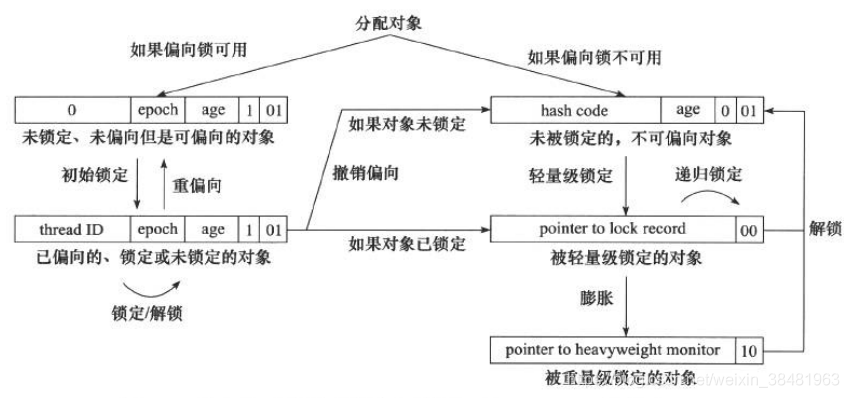 分配对象
如果偏向锁可用
如果偏向锁不可用
0 epoch age 1 01
hash code age 0 01
未锁定、未偏向但是可偏向的对象
如果对象未锁定
未被锁定的，不可偏向对象
初始锁定
重偏向
撤销偏向
轻量级锁定
递归锁定
thread ID epoch age 1 01
pointer to lock record 00
解锁
已偏向的、锁定或未锁定的对象
如果对象已锁定
被轻量级锁定的对象
锁定/解锁
膨胀
pointer to heavyweight monitor 10
被重量级锁定的对象
net/weixin_38481963